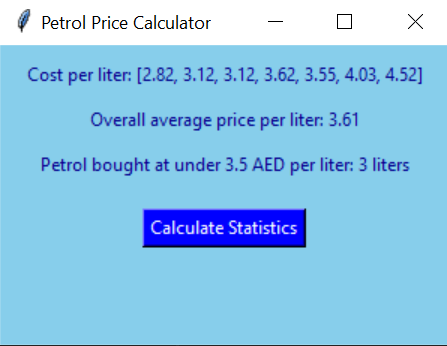 Petrol Price Calculator
Cost per liter: [2.82, 3.12, 3.12, 3.62, 3.55, 4.03, 4.52]
Overall average price per liter: 3.61
Petrol bought at under 3.5 AED per liter: 3 liters
Calculate Statistics